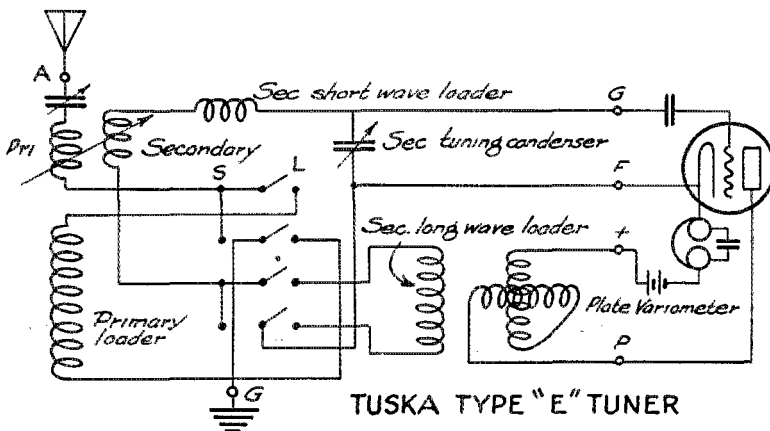 A
Sec short wave loader
G
Pri
Secondary
Sec tuning condenser
S
L
F
Sec. long wave loader
+
Primary
loader
Plate Variometer
P
G
TUSKA TYPE "E" TUNER